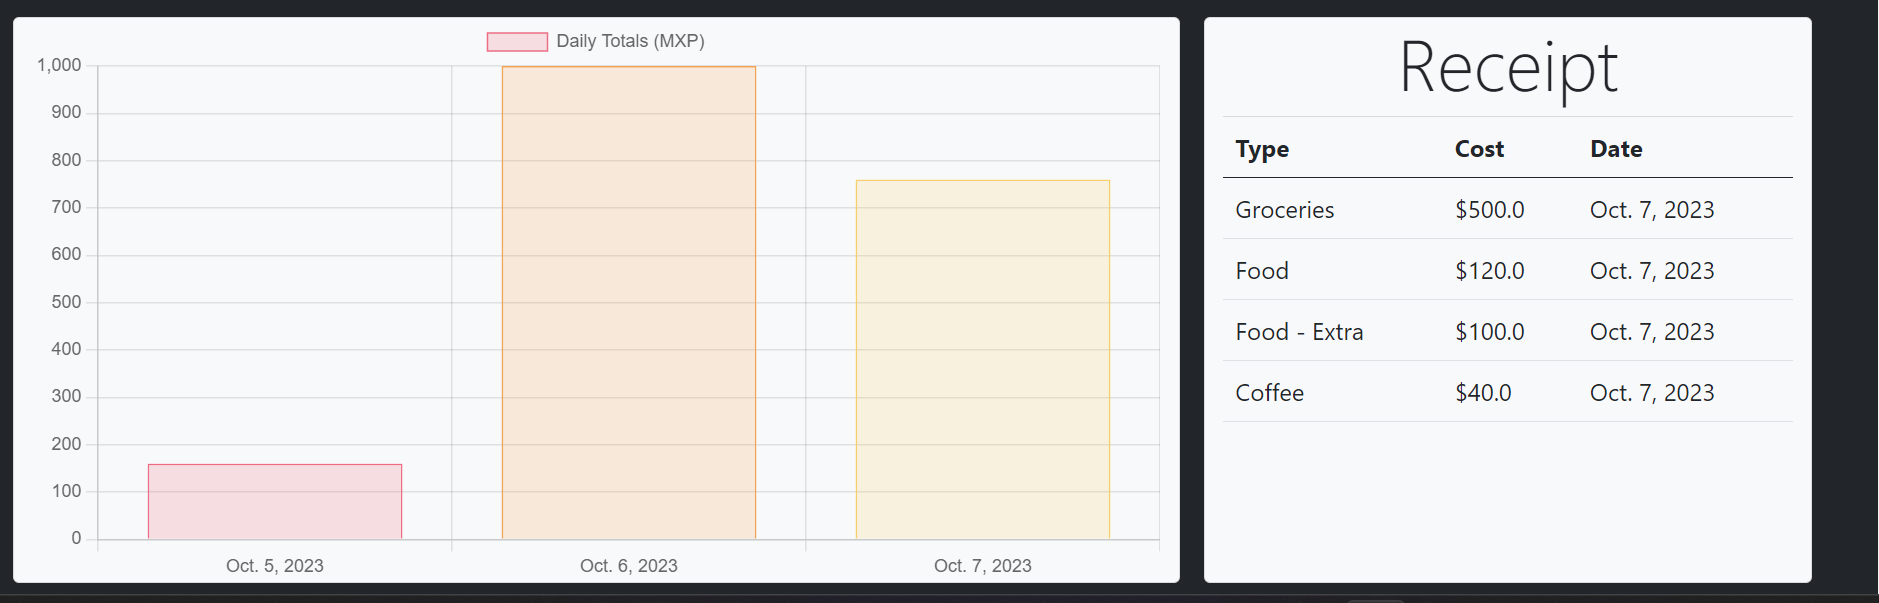 Daily Totals (MXP)
1,000
900
800
700
600
500
400
300
200
100
0
Oct. 5, 2023 Oct. 6, 2023 Oct. 7, 2023
Receipt
Type Cost Date
Groceries $500.0 Oct. 7, 2023
Food $120.0 Oct. 7, 2023
Food - Extra $100.0 Oct. 7, 2023
Coffee $40.0 Oct. 7, 2023